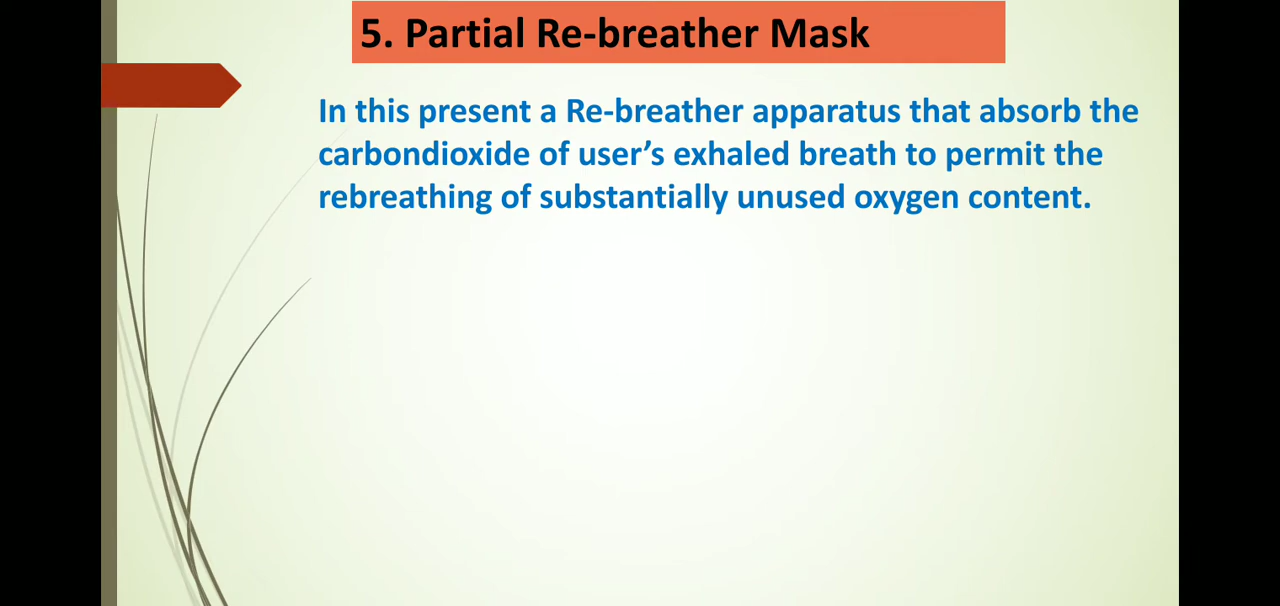 5. Partial Re-breather Mask
In this present a Re-breather apparatus that absorb the
carbondioxide of user’s exhaled breath to permit the
rebreathing of substantially unused oxygen content.